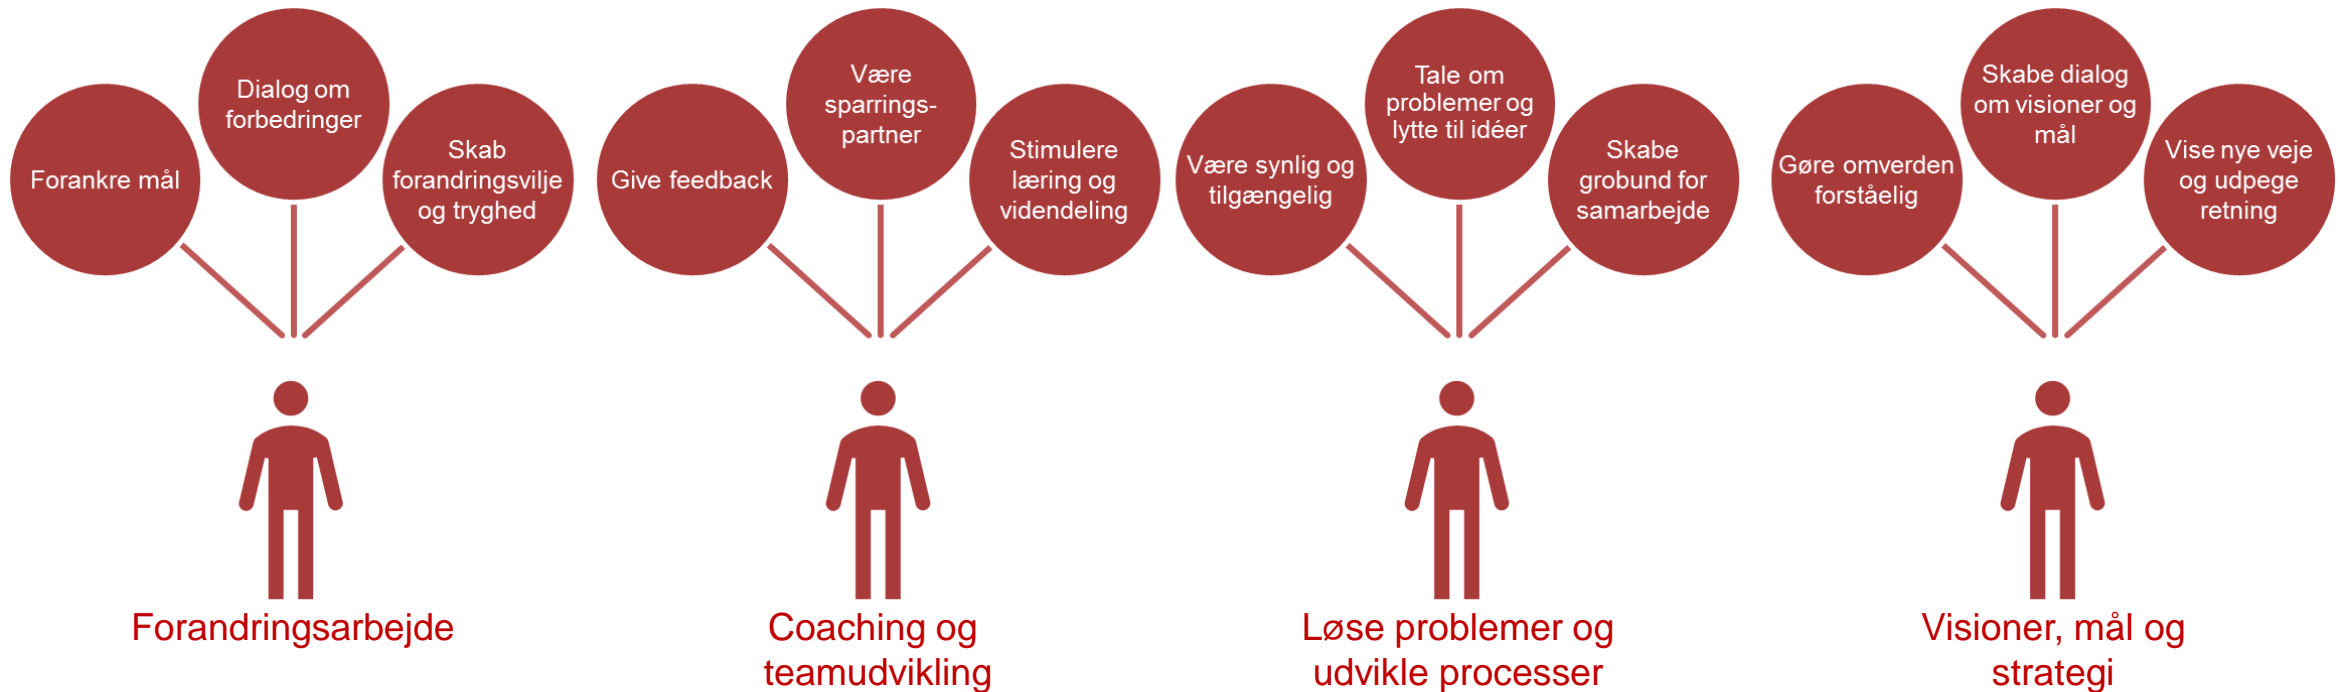 Forankre mål
Dialog om
forbedringer
Skab
forandringsvilje
og tryghed
Forandringsarbejde
Give feedback
Være
sparrings-
partner
Stimulere
læring og
videndeling
Coaching og
teamudvikling
Være synlig og
tilgængelig
Tale om
problemer og
lytte til idéer
Skabe
grobund for
samarbejde
Løse problemer og
udvikle processer
Gøre omverden
forståelig
Skabe dialog
om visioner og
mål
Vise nye veje
og udpege
retning
Visioner, mål og
strategi